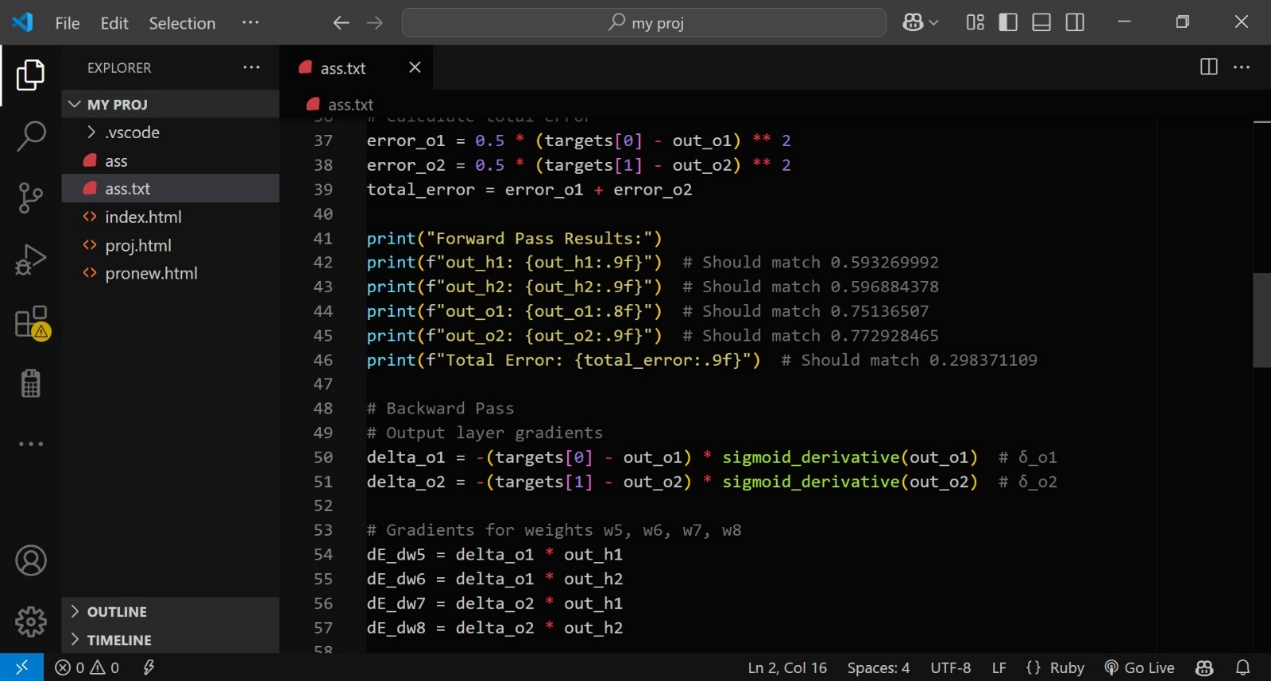 File Edit Selection ··· my proj
EXPLORER ···
MY PROJ
.vscode
ass
ass.txt
index.html
proj.html
pronew.html
OUTLINE
TIMELINE
ass.txt
ass.txt
36 # Calculate total error
37 error_o1 = 0.5 * (targets[0] - out_o1) ** 2
38 error_o2 = 0.5 * (targets[1] - out_o2) ** 2
39 total_error = error_o1 + error_o2
40
41 print("Forward Pass Results:")
42 print(f"out_h1: {out_h1:.9f}") # Should match 0.593269992
43 print(f"out_h2: {out_h2:.9f}") # Should match 0.596884378
44 print(f"out_o1: {out_o1:.8f}") # Should match 0.75136507
45 print(f"out_o2: {out_o2:.9f}") # Should match 0.772928465
46 print(f"Total Error: {total_error:.9f}") # Should match 0.298371109
47
48 # Backward Pass
49 # Output layer gradients
50 delta_o1 = -(targets[0] - out_o1) * sigmoid_derivative(out_o1) # δ_o1
51 delta_o2 = -(targets[1] - out_o2) * sigmoid_derivative(out_o2) # δ_o2
52
53 # Gradients for weights w5, w6, w7, w8
54 dE_dw5 = delta_o1 * out_h1
55 dE_dw6 = delta_o1 * out_h2
56 dE_dw7 = delta_o2 * out_h1
57 dE_dw8 = delta_o2 * out_h2
58
0 0 Ln 2, Col 16 Spaces: 4 UTF-8 LF {} Ruby Go Live